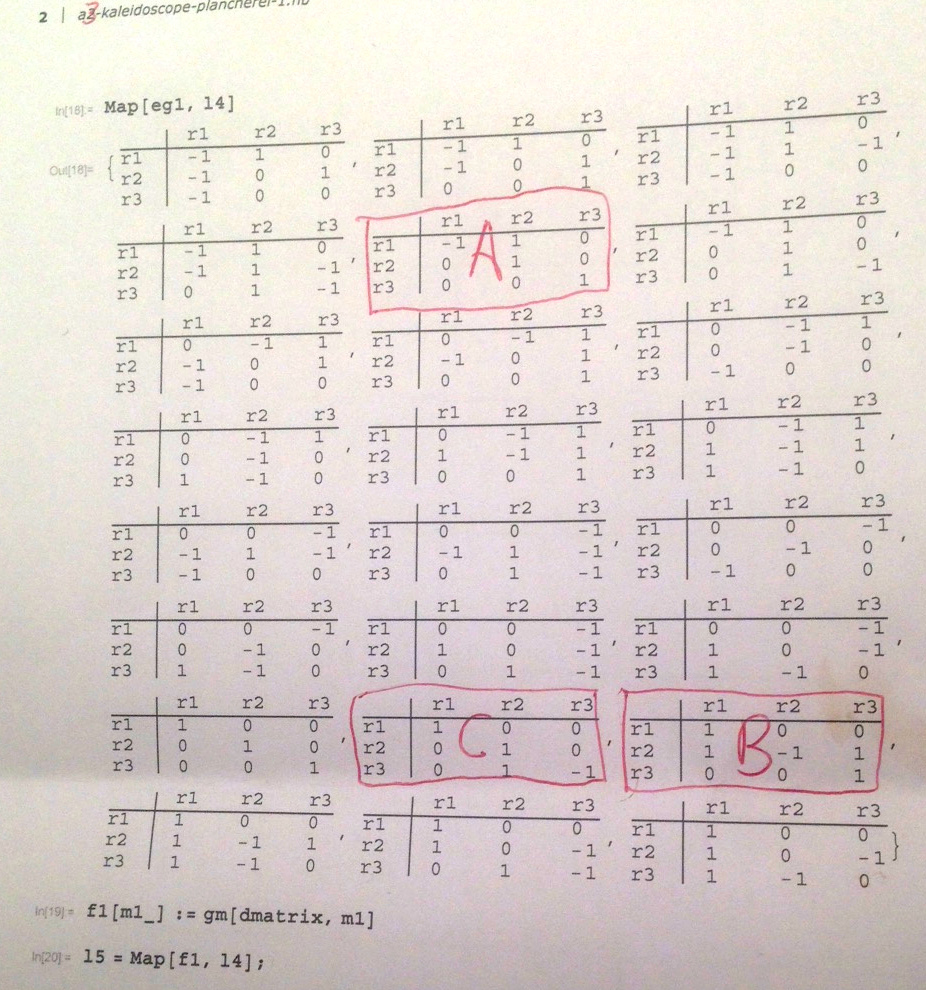 2 | a3-kaleidoscope-plancherel-1.nb
In[18]:= Map[eg1, l4]
r1 r2 r3 r1 r2 r3 r1 r2 r3
Out[18]= { r1 -1 1 0 , r1 -1 1 0 , r1 -1 1 0 ,
r2 -1 0 1 r2 -1 0 1 r2 -1 1 -1
r3 -1 0 0 r3 0 0 1 r3 -1 0 0
r1 r2 r3 r1 r2 r3 r1 r2 r3
r1 -1 1 0 , r1 -1 1 0 , r1 -1 1 0 ,
r2 -1 1 -1 r2 0 A 1 0 r2 0 1 0
r3 0 1 -1 r3 0 0 1 r3 0 1 -1
r1 r2 r3 r1 r2 r3 r1 r2 r3
r1 0 -1 1 , r1 0 -1 1 , r1 0 -1 1 ,
r2 -1 0 1 r2 -1 0 1 r2 0 -1 0
r3 -1 0 0 r3 0 0 1 r3 -1 0 0
r1 r2 r3 r1 r2 r3 r1 r2 r3
r1 0 -1 1 , r1 0 -1 1 , r1 0 -1 1 ,
r2 0 -1 0 r2 1 -1 1 r2 1 -1 1
r3 1 -1 0 r3 0 0 1 r3 1 -1 0
r1 r2 r3 r1 r2 r3 r1 r2 r3
r1 0 0 -1 , r1 0 0 -1 , r1 0 0 -1 ,
r2 -1 1 -1 r2 -1 1 -1 r2 0 -1 0
r3 -1 0 0 r3 0 1 -1 r3 -1 0 0
r1 r2 r3 r1 r2 r3 r1 r2 r3
r1 0 0 -1 , r1 0 0 -1 , r1 0 0 -1 ,
r2 0 -1 0 r2 1 0 -1 r2 1 0 -1
r3 1 -1 0 r3 0 1 -1 r3 1 -1 0
r1 r2 r3 r1 r2 r3 r1 r2 r3
r1 1 0 0 , r1 1 0 0 , r1 1 0 0 ,
r2 0 1 0 r2 0 C 1 0 r2 1 B -1 1
r3 0 0 1 r3 0 1 -1 r3 0 0 1
r1 r2 r3 r1 r2 r3 r1 r2 r3
r1 1 0 0 , r1 1 0 0 , r1 1 0 0 }
r2 1 -1 1 r2 1 0 -1 r2 1 0 -1
r3 1 -1 0 r3 0 1 -1 r3 1 -1 0
In[19]:= f1[m1_] := gm[dmatrix, m1]
In[20]:= l5 = Map[f1, l4];